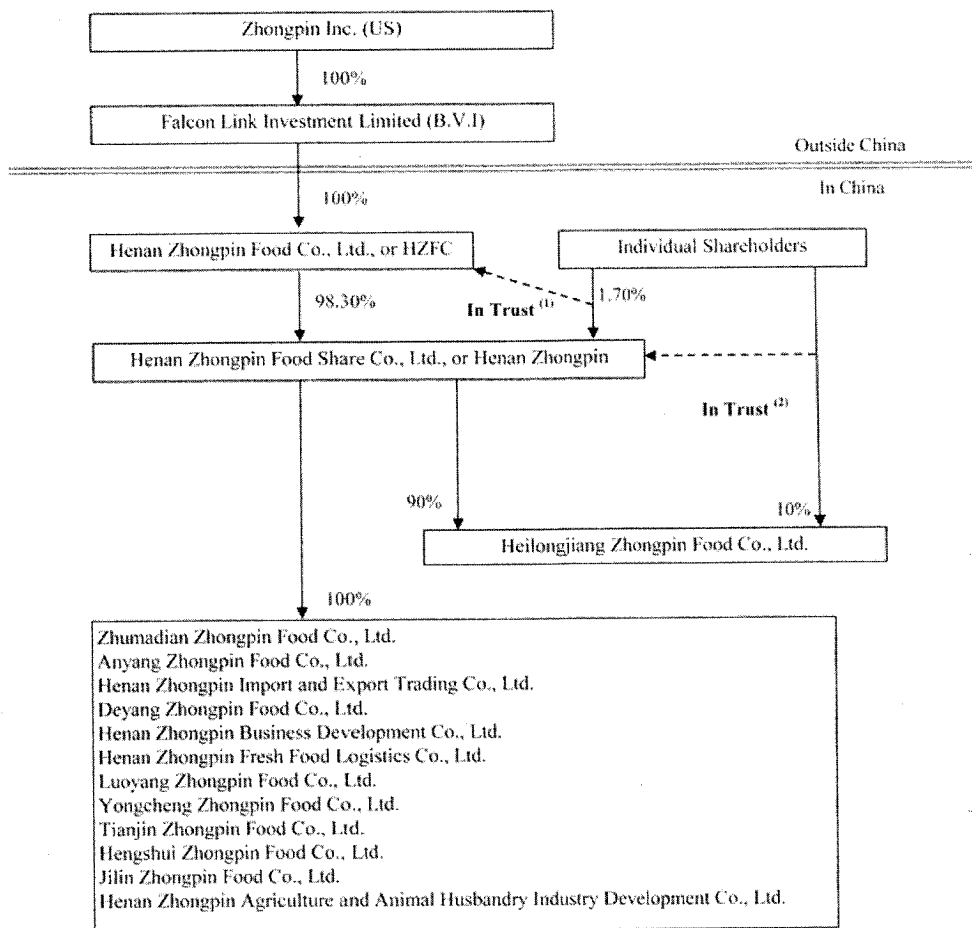 Zhongpin Inc. (US)
100%
Falcon Link Investment Limited (B.V.I)
Outside China
In China
100%
Henan Zhongpin Food Co., Ltd., or HZFC
Individual Shareholders
98.30%
In Trust (1)
1.70%
Henan Zhongpin Food Share Co., Ltd., or Henan Zhongpin
In Trust (2)
90%
10%
Heilongjiang Zhongpin Food Co., Ltd.
100%
Zhumadian Zhongpin Food Co., Ltd.
Anyang Zhongpin Food Co., Ltd.
Henan Zhongpin Import and Export Trading Co., Ltd.
Deyang Zhongpin Food Co., Ltd.
Henan Zhongpin Business Development Co., Ltd.
Henan Zhongpin Fresh Food Logistics Co., Ltd.
Luoyang Zhongpin Food Co., Ltd.
Yongcheng Zhongpin Food Co., Ltd.
Tianjin Zhongpin Food Co., Ltd.
Hengshui Zhongpin Food Co., Ltd.
Jilin Zhongpin Food Co., Ltd.
Henan Zhongpin Agriculture and Animal Husbandry Industry Development Co., Ltd.